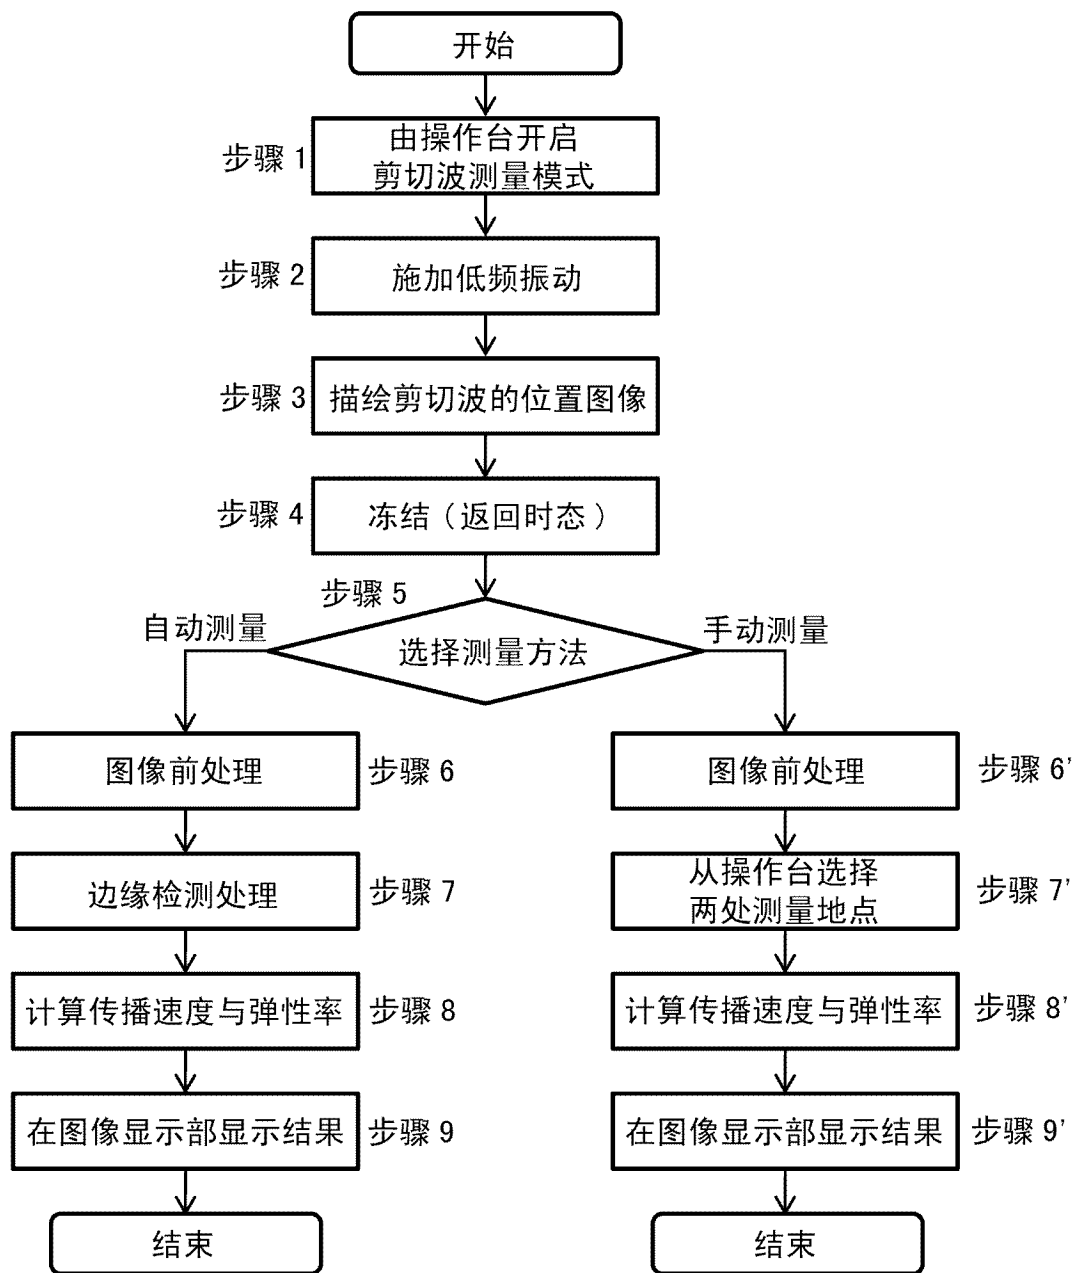 开始
步骤 1
由操作台开启
剪切波测量模式
步骤 2
施加低频振动
步骤 3
描绘剪切波的位置图像
步骤 4
冻结（返回时态）
步骤 5
自动测量
选择测量方法
手动测量
图像前处理
步骤 6
边缘检测处理
步骤 7
计算传播速度与弹性率
步骤 8
在图像显示部显示结果
步骤 9
结束
图像前处理
步骤 6'
从操作台选择
两处测量地点
步骤 7'
计算传播速度与弹性率
步骤 8'
在图像显示部显示结果
步骤 9'
结束